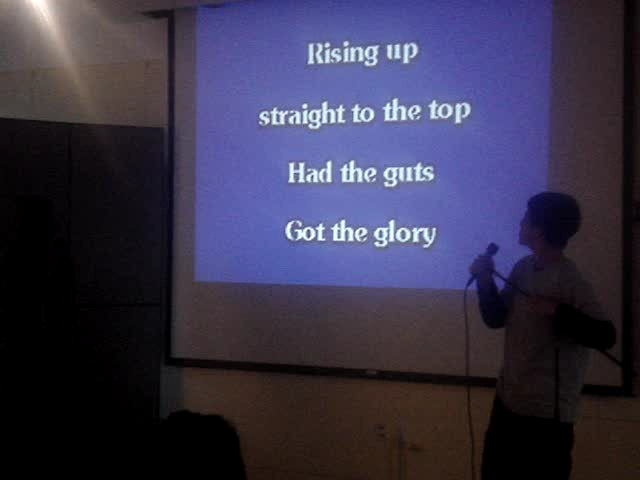 Rising up
straight to the top
Had the guts
Got the glory